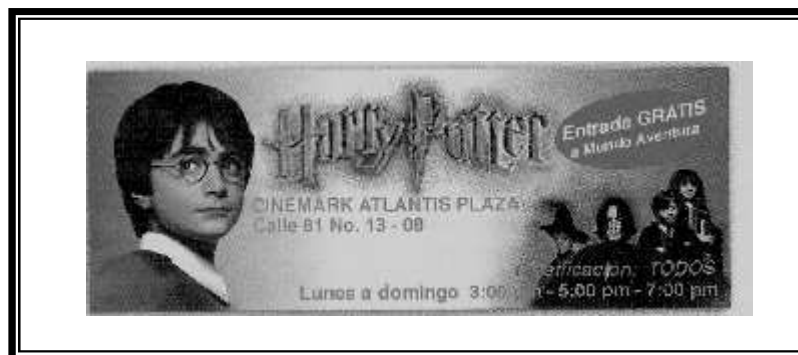 Harry Potter
Entrada GRATIS
a Mundo Aventura
CINEMARK ATLANTIS PLAZA
Calle 81 No. 13 - 09
TODOS
Lunes a domingo 3:00 - 5:00 pm - 7:00 pm